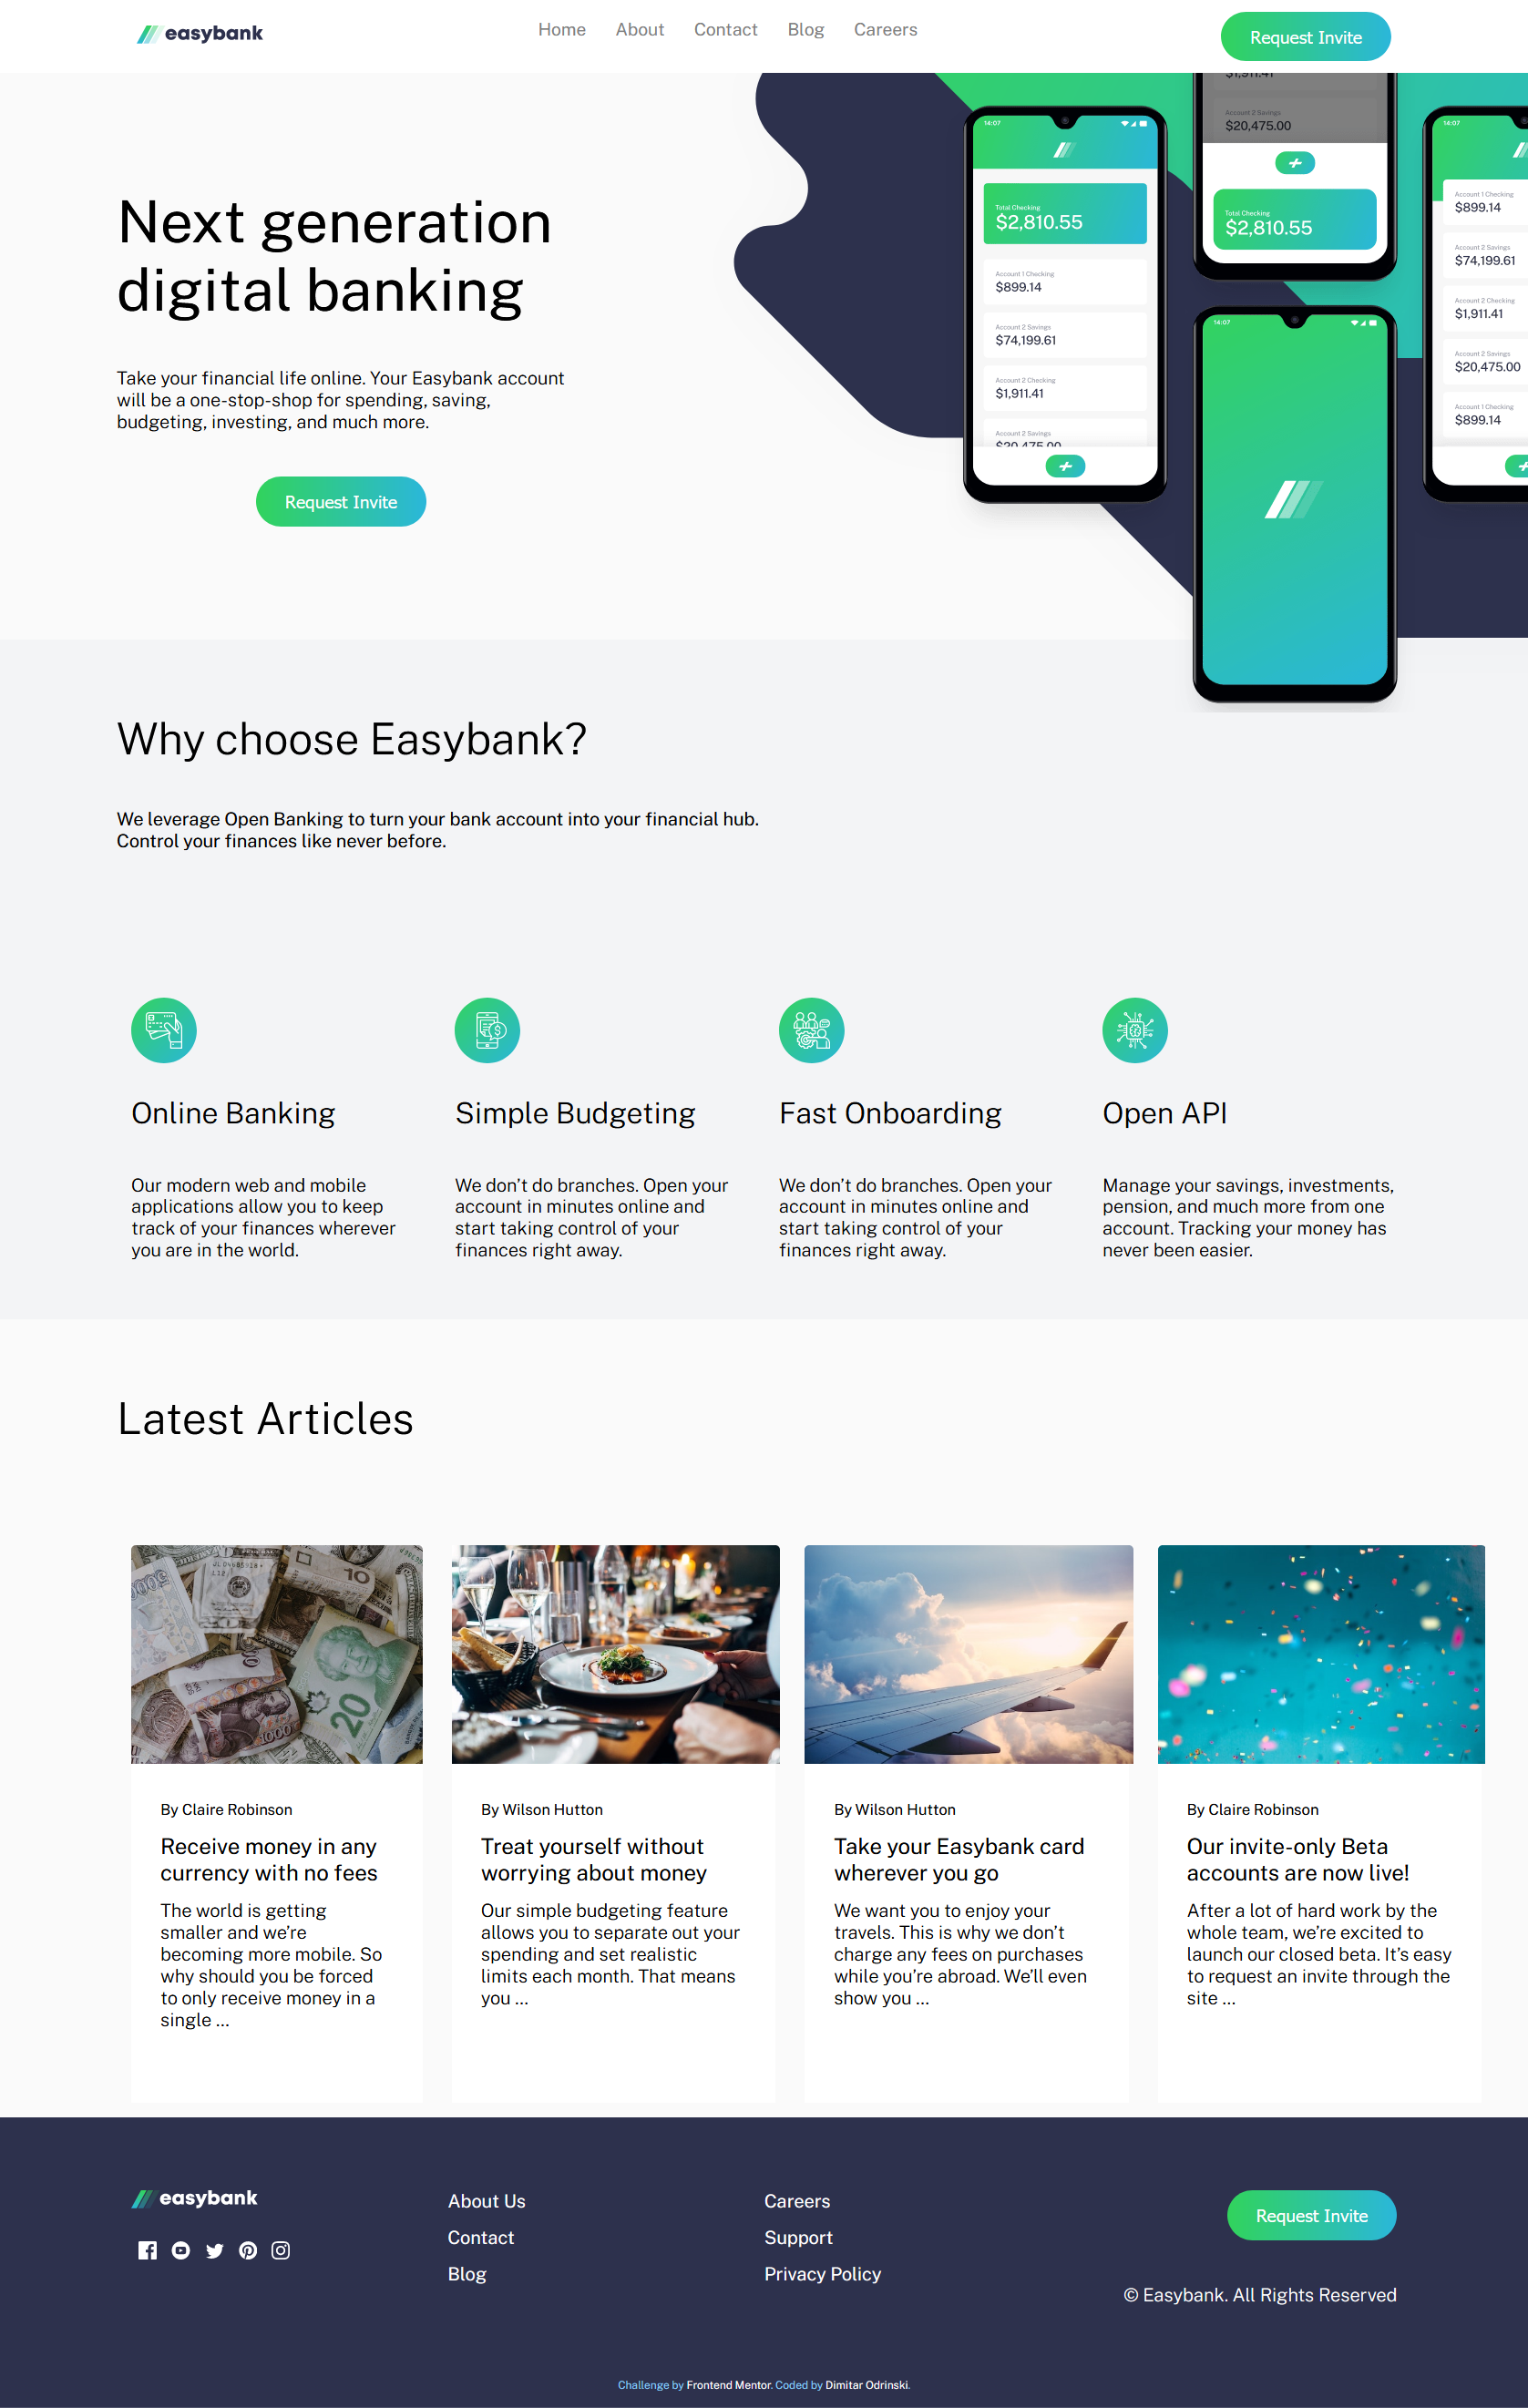 easybank
Home About Contact Blog Careers
Request Invite
Next generation
digital banking
Take your financial life online. Your Easybank account
will be a one-stop-shop for spending, saving,
budgeting, investing, and much more.
Request Invite
14:07
Total Checking
$2,810.55
Account 1 Checking
$899.14
Account 2 Savings
$74,199.61
Account 2 Checking
$1,911.41
Account 2 Savings
$20,475.00
$1,911.41
Account 2 Savings
$20,475.00
Total Checking
$2,810.55
14:07
14:07
Account 1 Checking
$899.14
Account 2 Savings
$74,199.61
Account 2 Checking
$1,911.41
Account 2 Savings
$20,475.00
Account 1 Checking
$899.14
Why choose Easybank?
We leverage Open Banking to turn your bank account into your financial hub.
Control your finances like never before.
Online Banking
Our modern web and mobile
applications allow you to keep
track of your finances wherever
you are in the world.
Simple Budgeting
We don’t do branches. Open your
account in minutes online and
start taking control of your
finances right away.
Fast Onboarding
We don’t do branches. Open your
account in minutes online and
start taking control of your
finances right away.
Open API
Manage your savings, investments,
pension, and much more from one
account. Tracking your money has
never been easier.
Latest Articles
10
20
1000
By Claire Robinson
Receive money in any
currency with no fees
The world is getting
smaller and we’re
becoming more mobile. So
why should you be forced
to only receive money in a
single ...
By Wilson Hutton
Treat yourself without
worrying about money
Our simple budgeting feature
allows you to separate out your
spending and set realistic
limits each month. That means
you ...
By Wilson Hutton
Take your Easybank card
wherever you go
We want you to enjoy your
travels. This is why we don’t
charge any fees on purchases
while you’re abroad. We’ll even
show you ...
By Claire Robinson
Our invite-only Beta
accounts are now live!
After a lot of hard work by the
whole team, we’re excited to
launch our closed beta. It’s easy
to request an invite through the
site ...
easybank
About Us
Contact
Blog
Careers
Support
Privacy Policy
Request Invite
© Easybank. All Rights Reserved
Challenge by Frontend Mentor. Coded by Dimitar Odrinski.